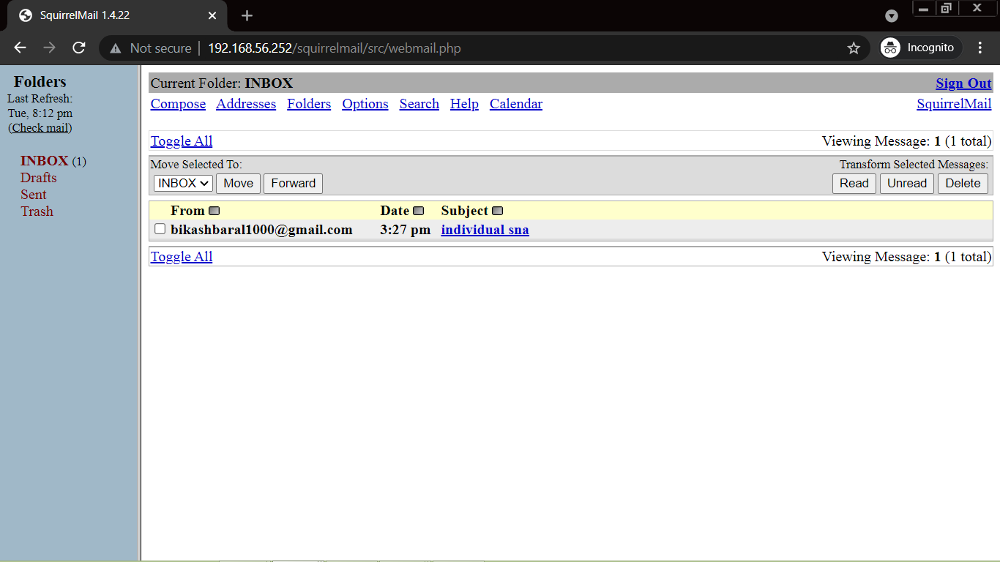 SquirrelMail 1.4.22
Not secure | 192.168.56.252/squirrelmail/src/webmail.php Incognito
Folders
Last Refresh:
Tue, 8:12 pm
(Check mail)
INBOX (1)
Drafts
Sent
Trash
Current Folder: INBOX Sign Out
Compose Addresses Folders Options Search Help Calendar SquirrelMail
Toggle All Viewing Message: 1 (1 total)
Move Selected To: Transform Selected Messages:
INBOX Move Forward Read Unread Delete
From Date Subject
bikashbaral1000@gmail.com 3:27 pm individual sna
Toggle All Viewing Message: 1 (1 total)